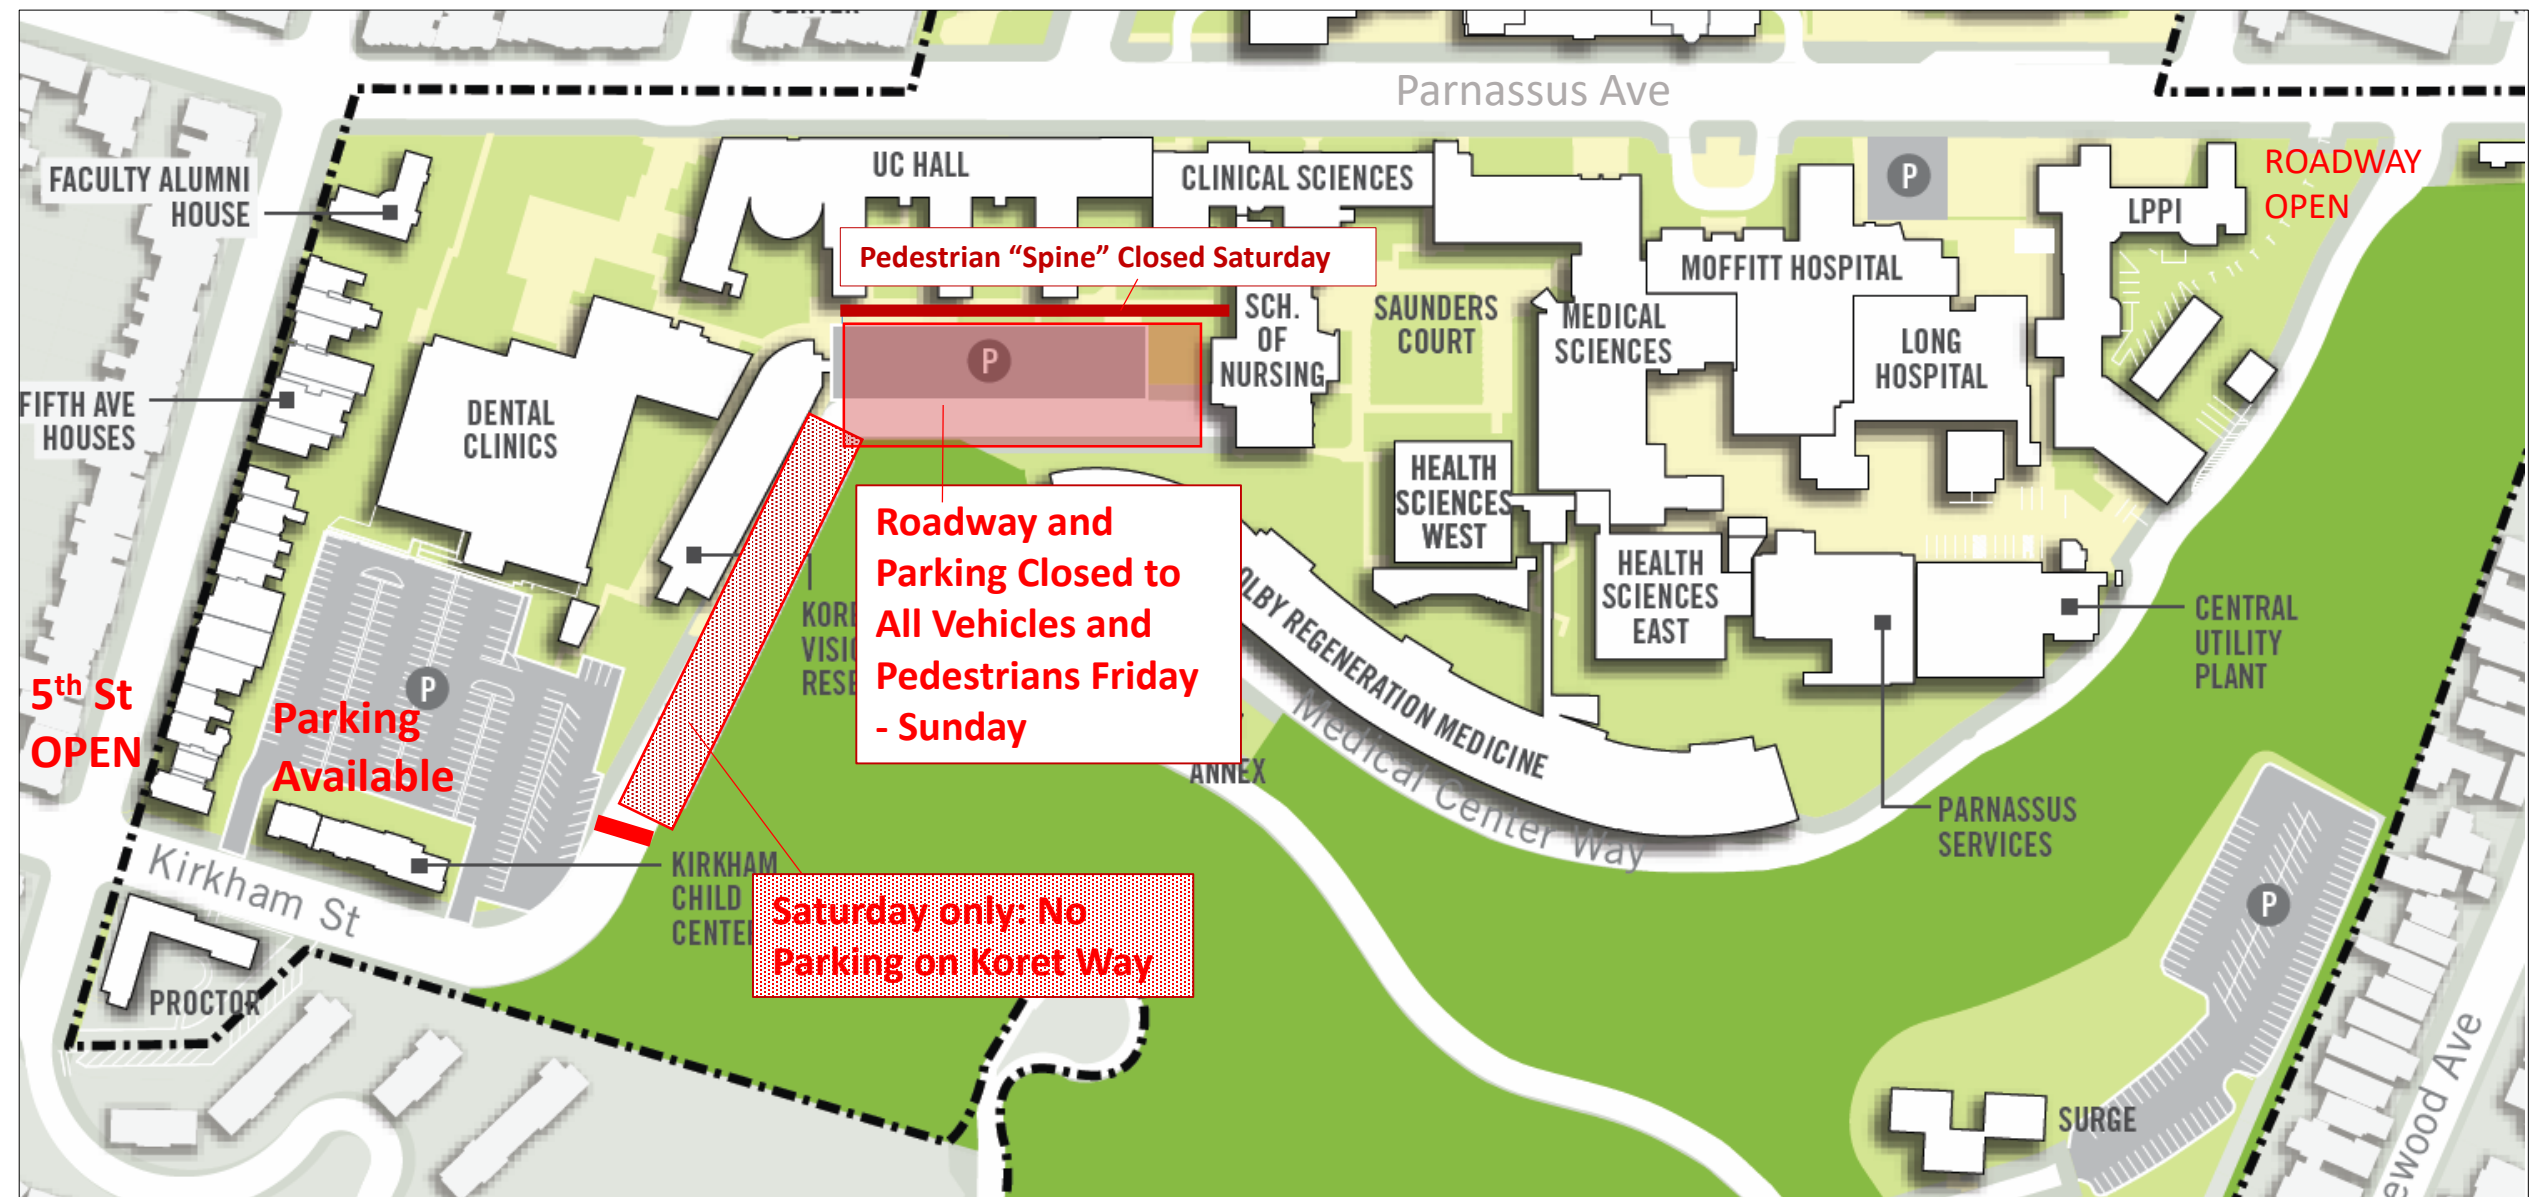 Parnassus Ave
FACULTY ALUMNI
HOUSE
UC HALL
CLINICAL SCIENCES
P
ROADWAY
OPEN
LPPI
Pedestrian “Spine” Closed Saturday
MOFFITT HOSPITAL
SCH.
OF
NURSING
SAUNDERS
COURT
MEDICAL
SCIENCES
LONG
HOSPITAL
P
FIFTH AVE
HOUSES
DENTAL
CLINICS
HEALTH
SCIENCES
WEST
Roadway and
Parking Closed to
All Vehicles and
Pedestrians Friday
- Sunday
HEALTH
SCIENCES
EAST
CENTRAL
UTILITY
PLANT
REGENERATION MEDICINE
Medical Center Way
5th St
OPEN
P
Parking
Available
ANNEX
PARNASSUS
SERVICES
Kirkham St
KIRKHAM
CHILD
Saturday only: No
Parking on Koret Way
P
PROCTOR
SURGE
Ave